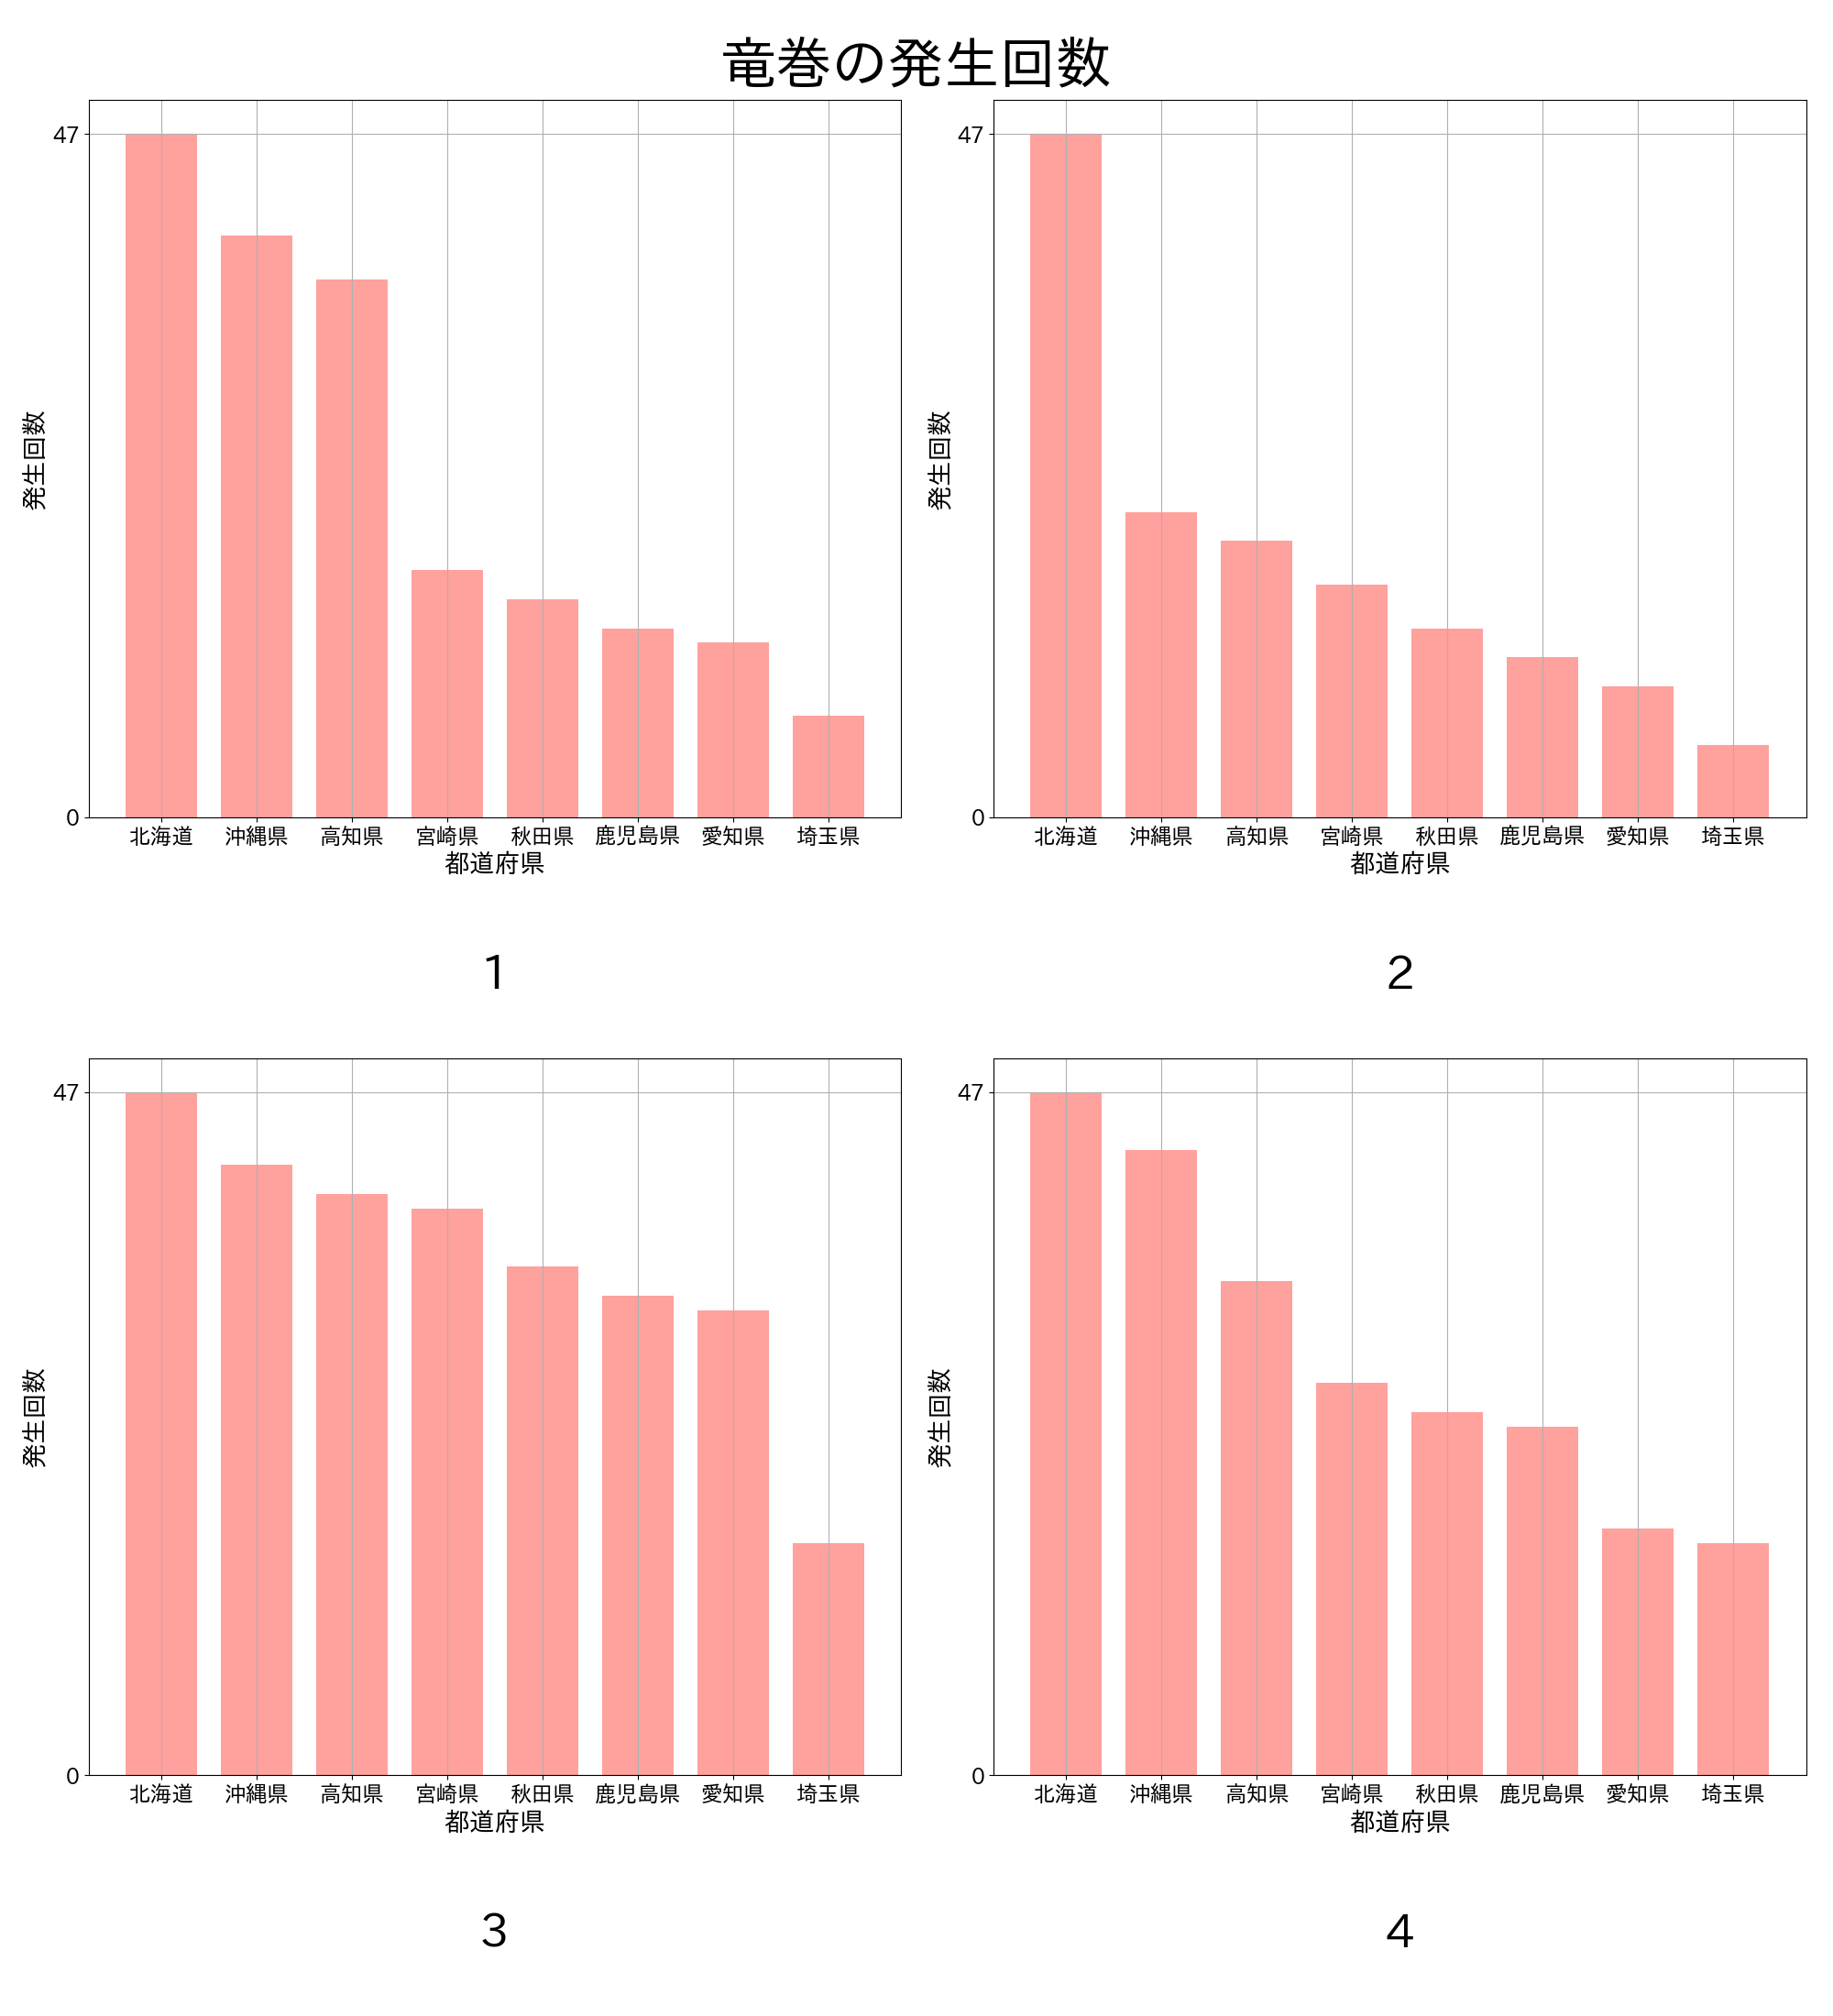 竜巻の発生回数
47
0
発生回数
北海道 沖縄県 高知県 宮崎県 秋田県 鹿児島県 愛知県 埼玉県
都道府県
1
47
0
発生回数
北海道 沖縄県 高知県 宮崎県 秋田県 鹿児島県 愛知県 埼玉県
都道府県
2
47
0
発生回数
北海道 沖縄県 高知県 宮崎県 秋田県 鹿児島県 愛知県 埼玉県
都道府県
3
47
0
発生回数
北海道 沖縄県 高知県 宮崎県 秋田県 鹿児島県 愛知県 埼玉県
都道府県
4